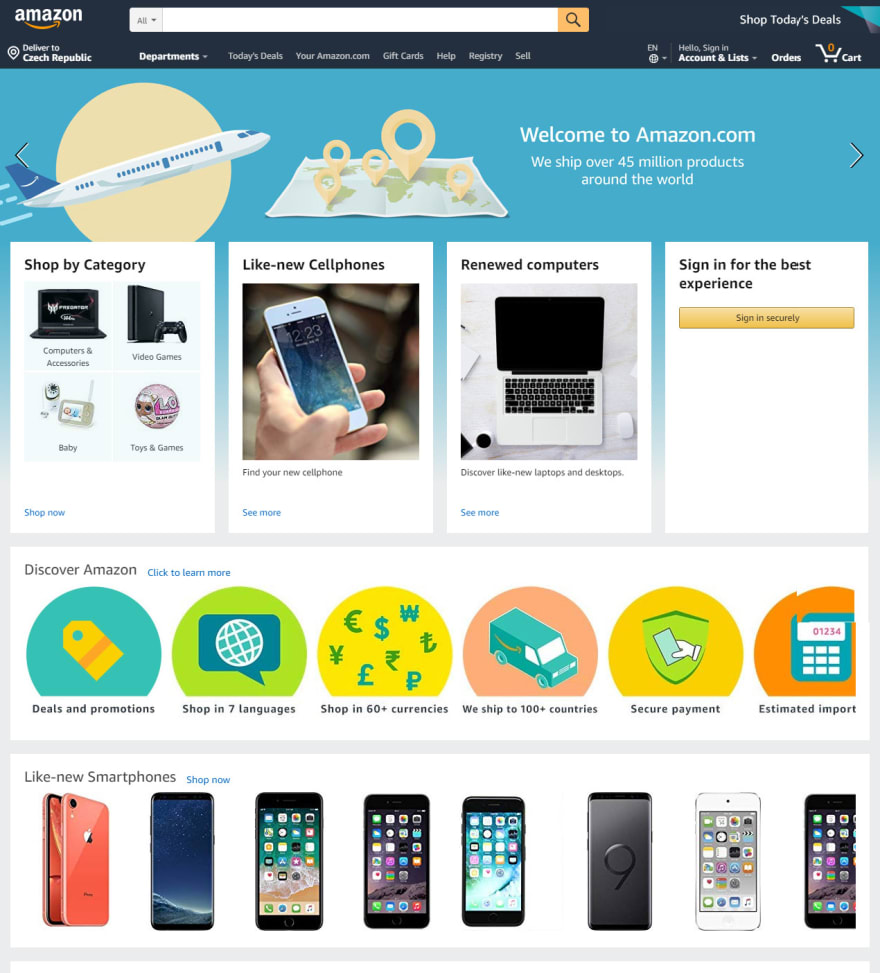 amazon
All
Shop Today's Deals
Deliver to
Czech Republic
Departments
Today's Deals
Your Amazon.com
Gift Cards
Help
Registry
Sell
EN
Hello, Sign in
Account & Lists
Orders
0
Cart
Welcome to Amazon.com
We ship over 45 million products
around the world
Shop by Category
PREDATOR
Computers &
Accessories
Video Games
Baby
Toys & Games
Shop now
Like-new Cellphones
12:23
Find your new cellphone
See more
Renewed computers
Discover like-new laptops and desktops.
See more
Sign in for the best
experience
Sign in securely
Discover Amazon
Click to learn more
€ $ ₩
¥ ₹ ₺
£ ₽
01234
Deals and promotions
Shop in 7 languages
Shop in 60+ currencies
We ship to 100+ countries
Secure payment
Estimated import
Like-new Smartphones
Shop now
9